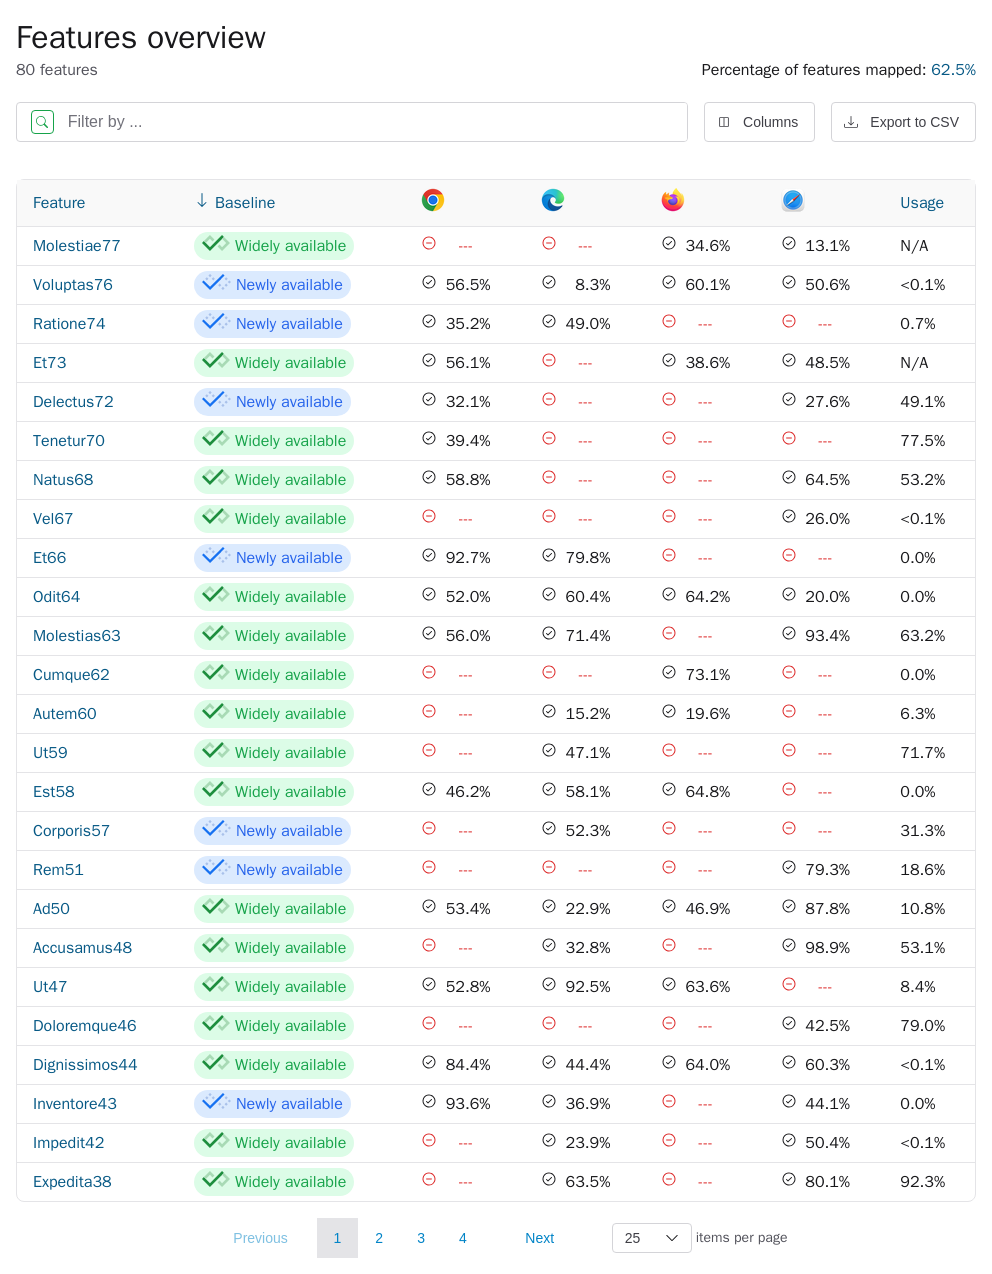 Features overview
80 features
Percentage of features mapped: 62.5%
Filter by ...
Columns
Export to CSV
Feature Baseline Usage
Molestiae77 Widely available --- --- 34.6% 13.1% N/A
Voluptas76 Newly available 56.5% 8.3% 60.1% 50.6% <0.1%
Ratione74 Newly available 35.2% 49.0% --- --- 0.7%
Et73 Widely available 56.1% --- 38.6% 48.5% N/A
Delectus72 Newly available 32.1% --- --- 27.6% 49.1%
Tenetur70 Widely available 39.4% --- --- --- 77.5%
Natus68 Widely available 58.8% --- --- 64.5% 53.2%
Vel67 Widely available --- --- --- 26.0% <0.1%
Et66 Newly available 92.7% 79.8% --- --- 0.0%
Odit64 Widely available 52.0% 60.4% 64.2% 20.0% 0.0%
Molestias63 Widely available 56.0% 71.4% --- 93.4% 63.2%
Cumque62 Widely available --- --- 73.1% --- 0.0%
Autem60 Widely available --- 15.2% 19.6% --- 6.3%
Ut59 Widely available --- 47.1% --- --- 71.7%
Est58 Widely available 46.2% 58.1% 64.8% --- 0.0%
Corporis57 Newly available --- 52.3% --- --- 31.3%
Rem51 Newly available --- --- --- 79.3% 18.6%
Ad50 Widely available 53.4% 22.9% 46.9% 87.8% 10.8%
Accusamus48 Widely available --- 32.8% --- 98.9% 53.1%
Ut47 Widely available 52.8% 92.5% 63.6% --- 8.4%
Doloremque46 Widely available --- --- --- 42.5% 79.0%
Dignissimos44 Widely available 84.4% 44.4% 64.0% 60.3% <0.1%
Inventore43 Newly available 93.6% 36.9% --- 44.1% 0.0%
Impedit42 Widely available --- 23.9% --- 50.4% <0.1%
Expedita38 Widely available --- 63.5% --- 80.1% 92.3%
Previous 1 2 3 4 Next 25 items per page